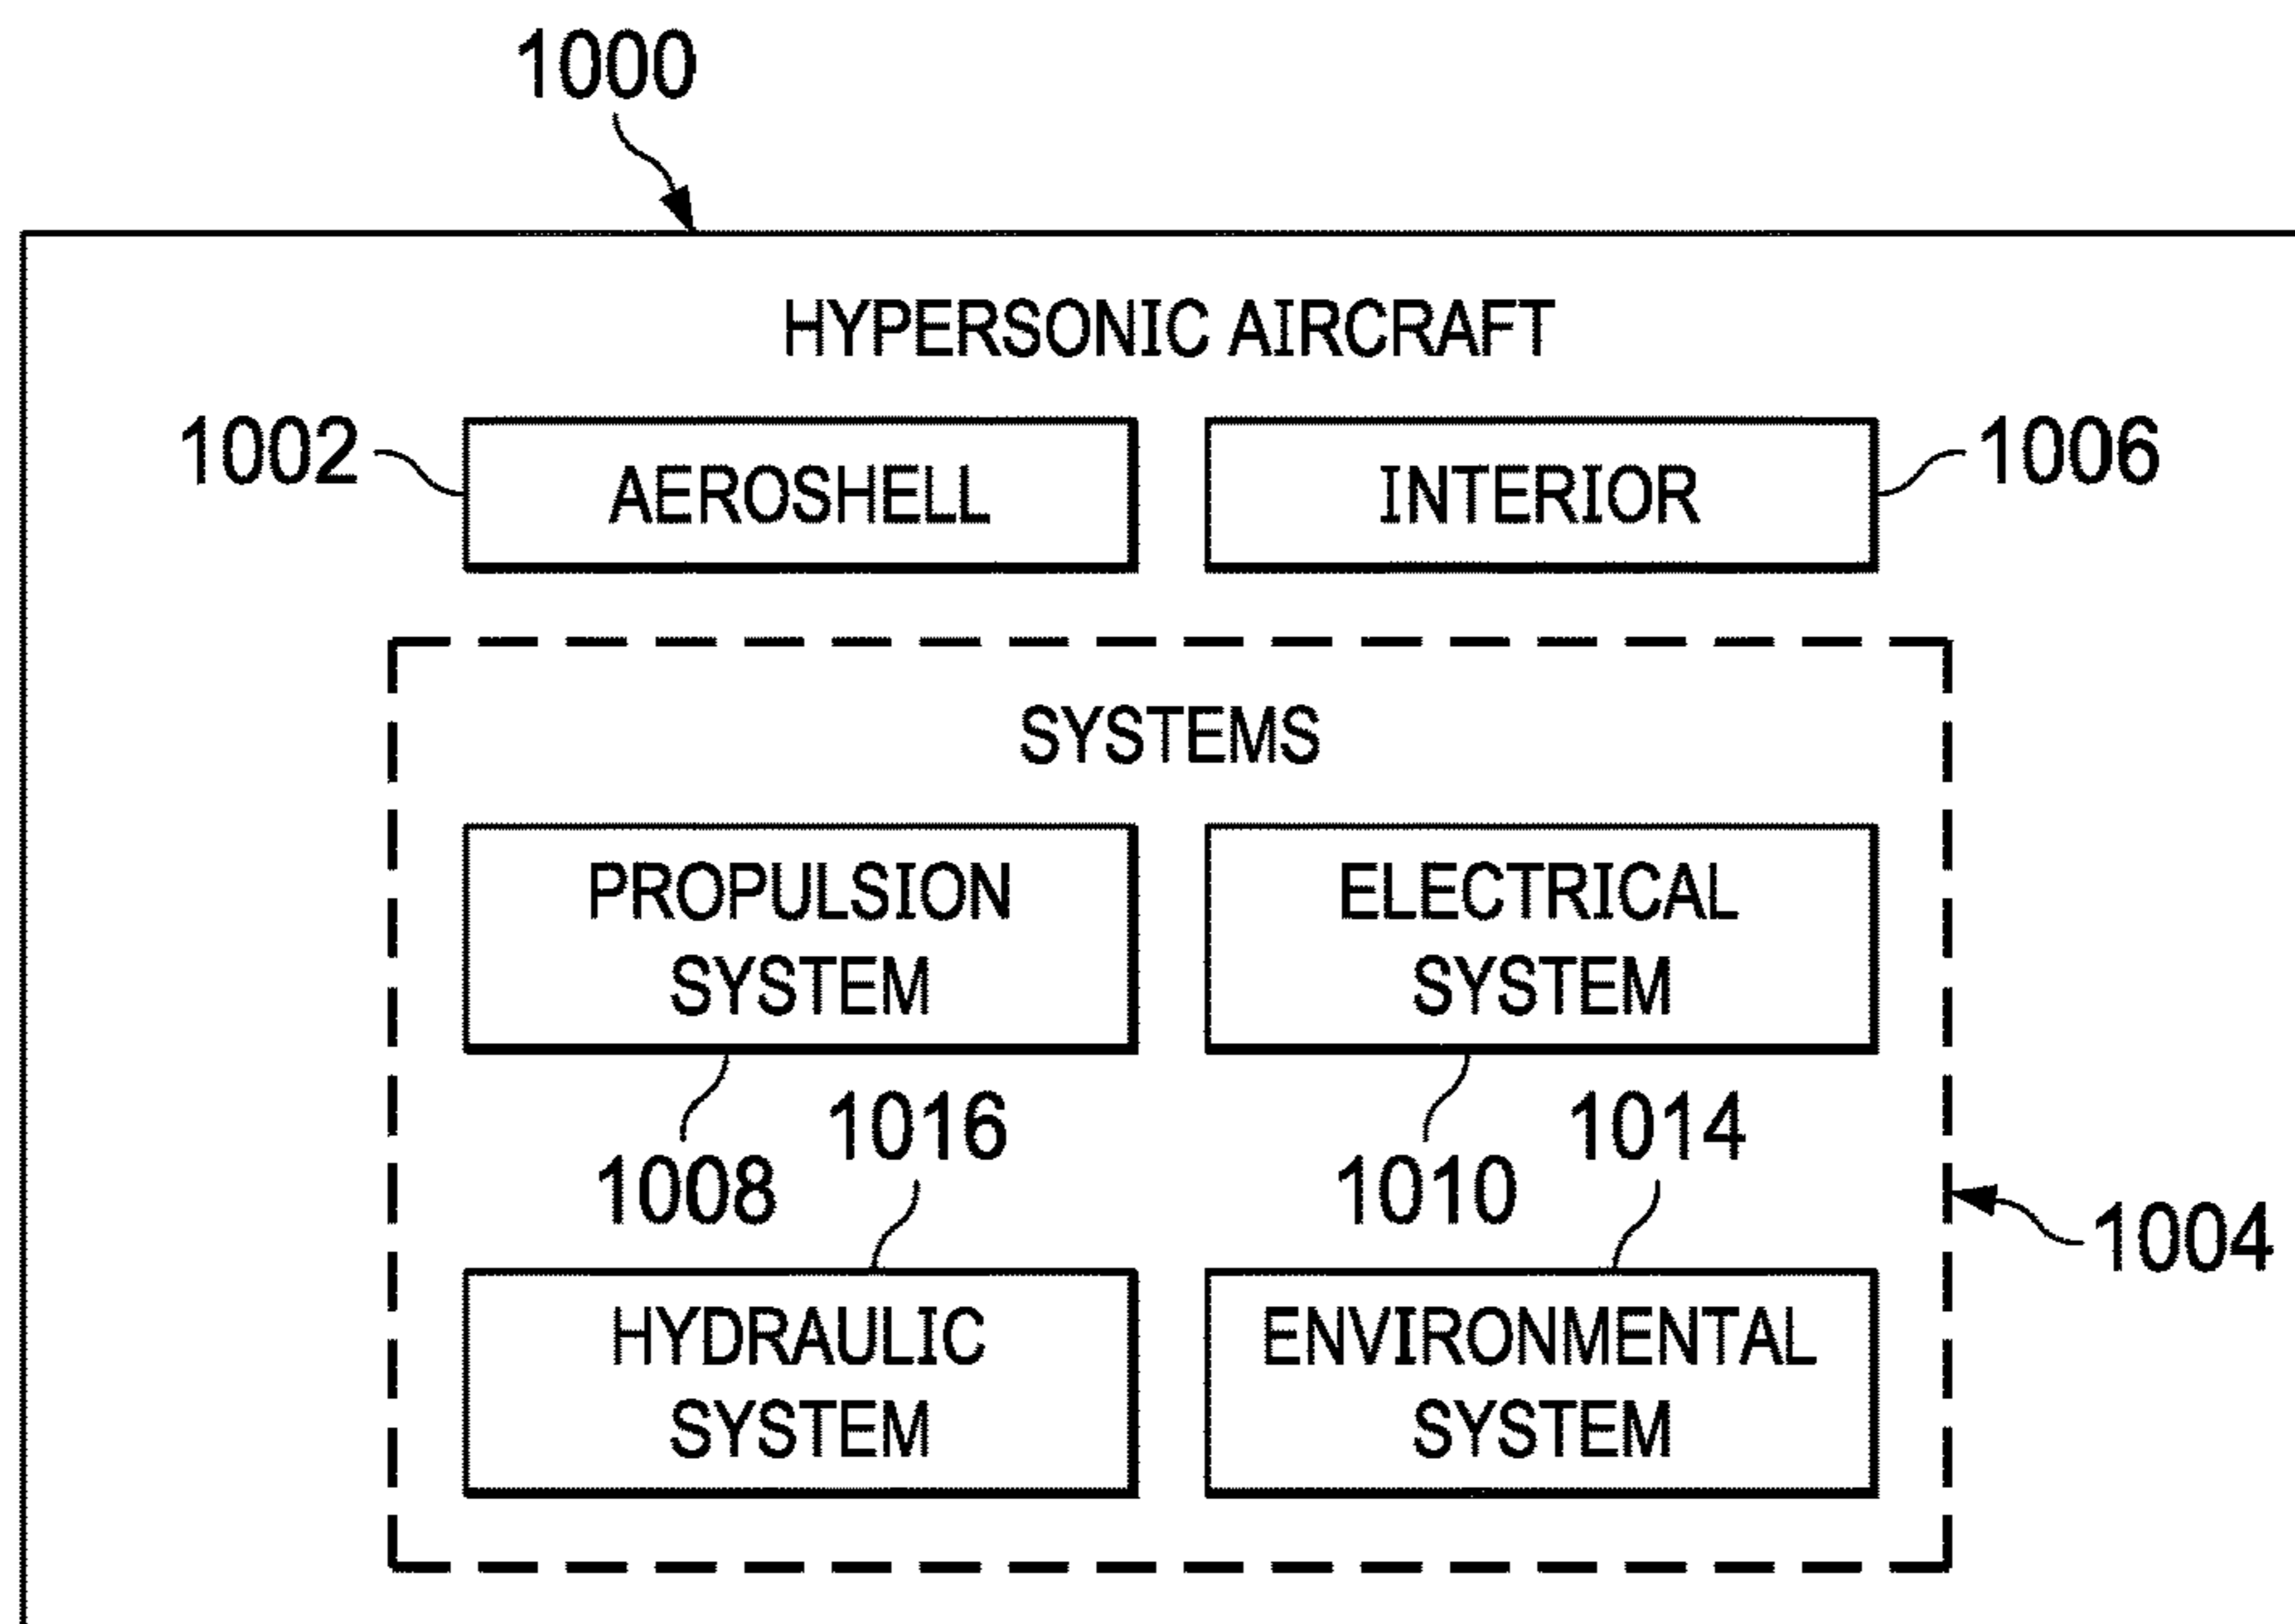 1000
HYPERSONIC AIRCRAFT
1002
AEROSHELL
INTERIOR
1006
SYSTEMS
PROPULSION
SYSTEM
ELECTRICAL
SYSTEM
1008
1016
1010
1014
1004
HYDRAULIC
SYSTEM
ENVIRONMENTAL
SYSTEM